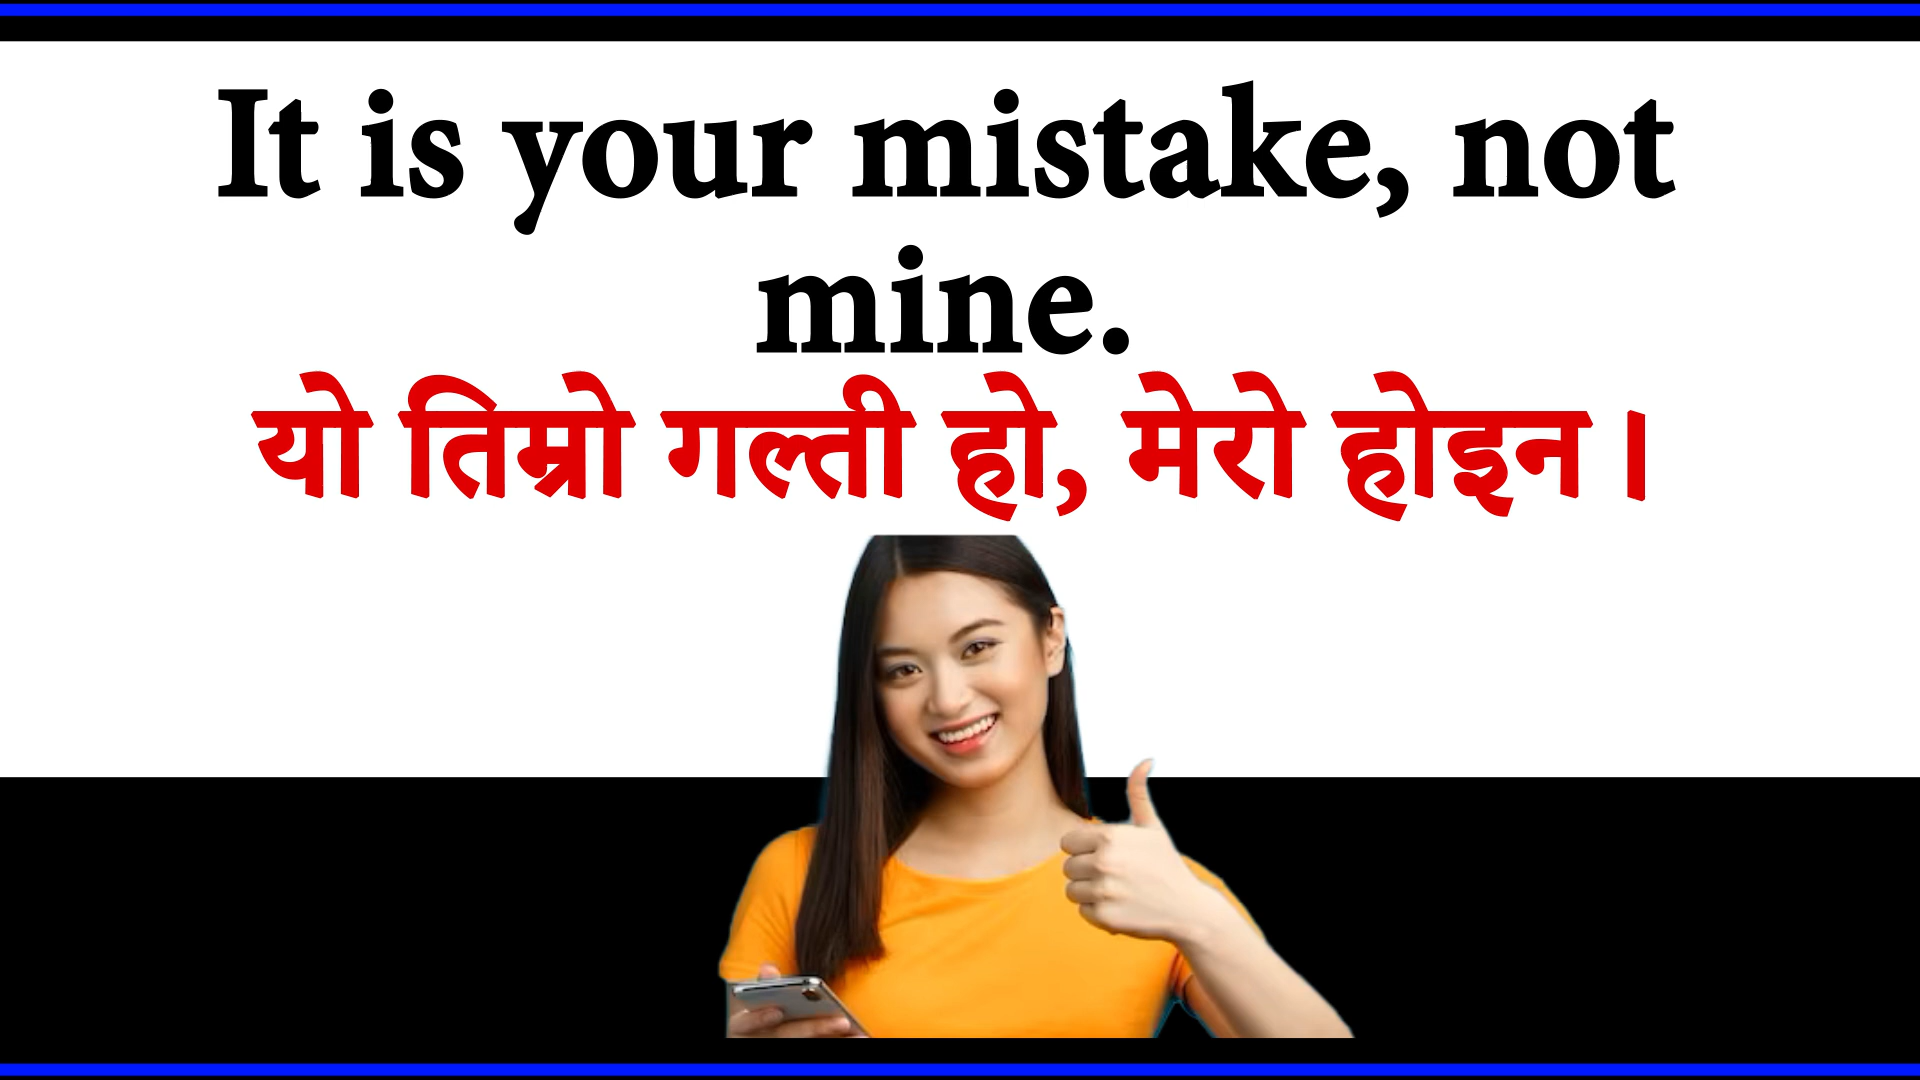 It is your mistake, not
mine.
यो तिम्रो गल्ती हो, मेरो होइन ।